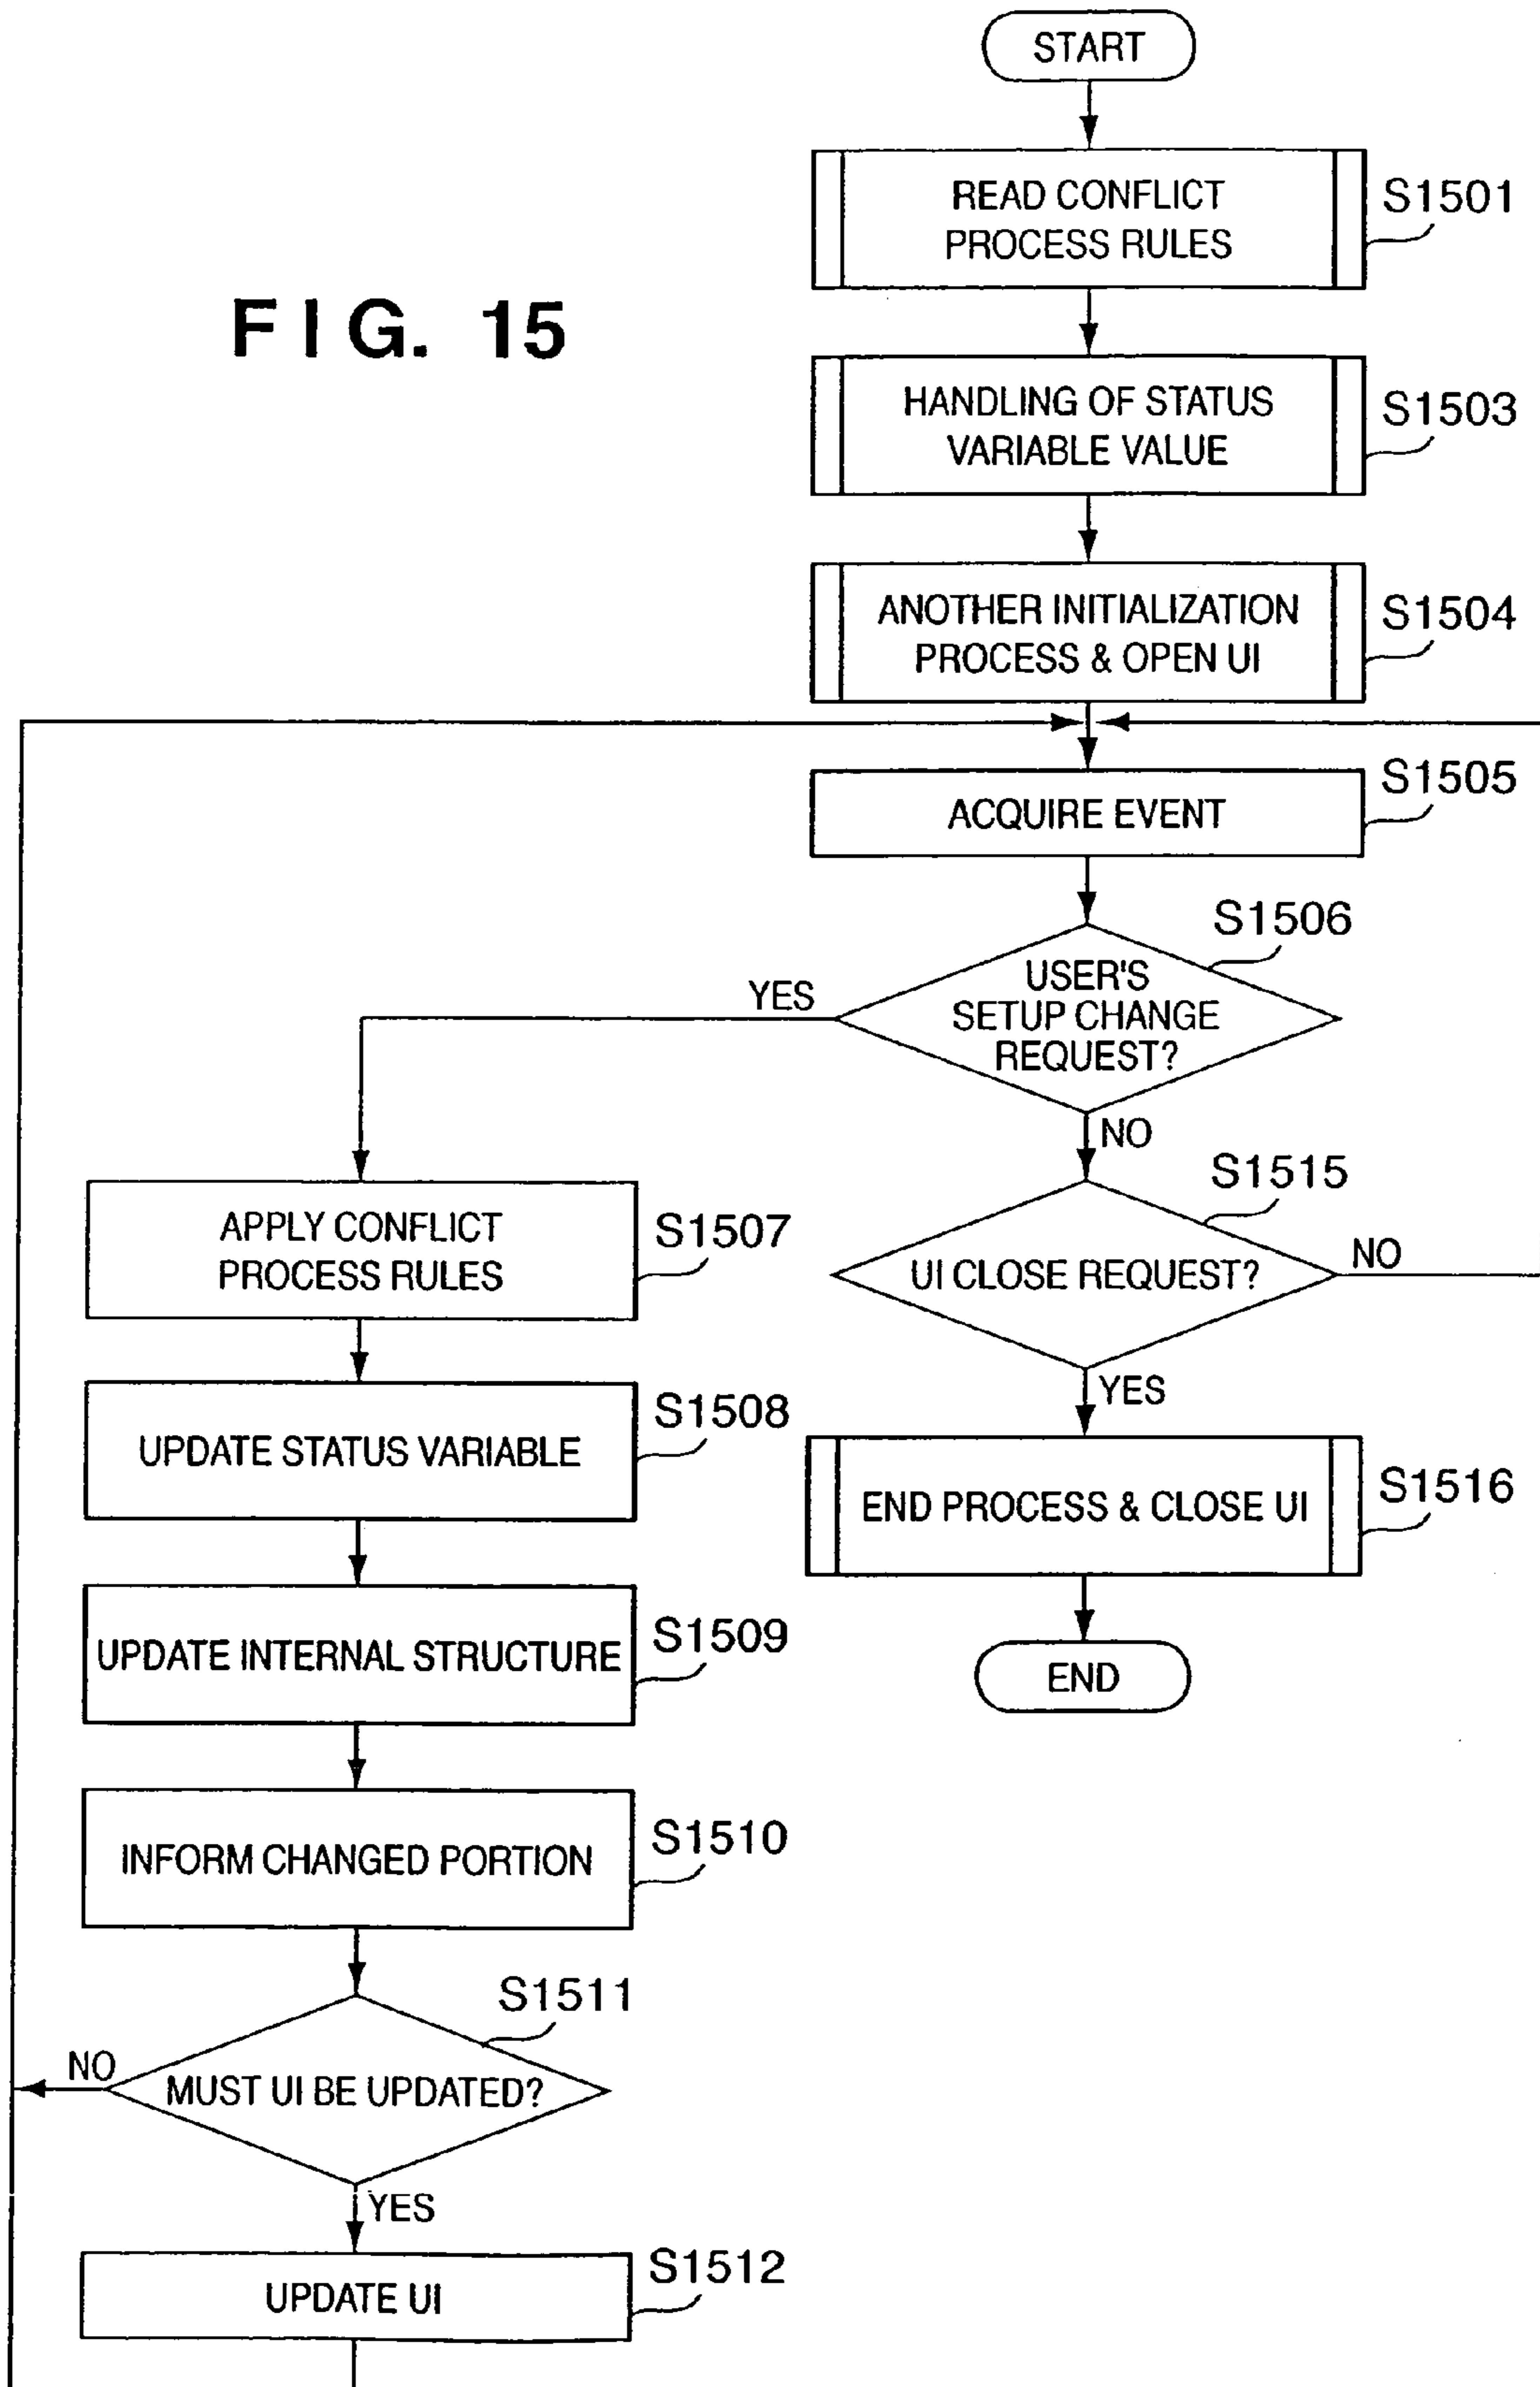 START
READ CONFLICT
PROCESS RULES
S1501
FIG. 15
HANDLING OF STATUS
VARIABLE VALUE
S1503
ANOTHER INITIALIZATION
PROCESS & OPEN UI
S1504
ACQUIRE EVENT
S1505
S1506
USER'S
SETUP CHANGE
REQUEST?
YES
NO
S1515
UI CLOSE REQUEST?
NO
YES
END PROCESS & CLOSE UI
S1516
END
APPLY CONFLICT
PROCESS RULES
S1507
UPDATE STATUS VARIABLE
S1508
UPDATE INTERNAL STRUCTURE
S1509
INFORM CHANGED PORTION
S1510
S1511
MUST UI BE UPDATED?
NO
YES
UPDATE UI
S1512